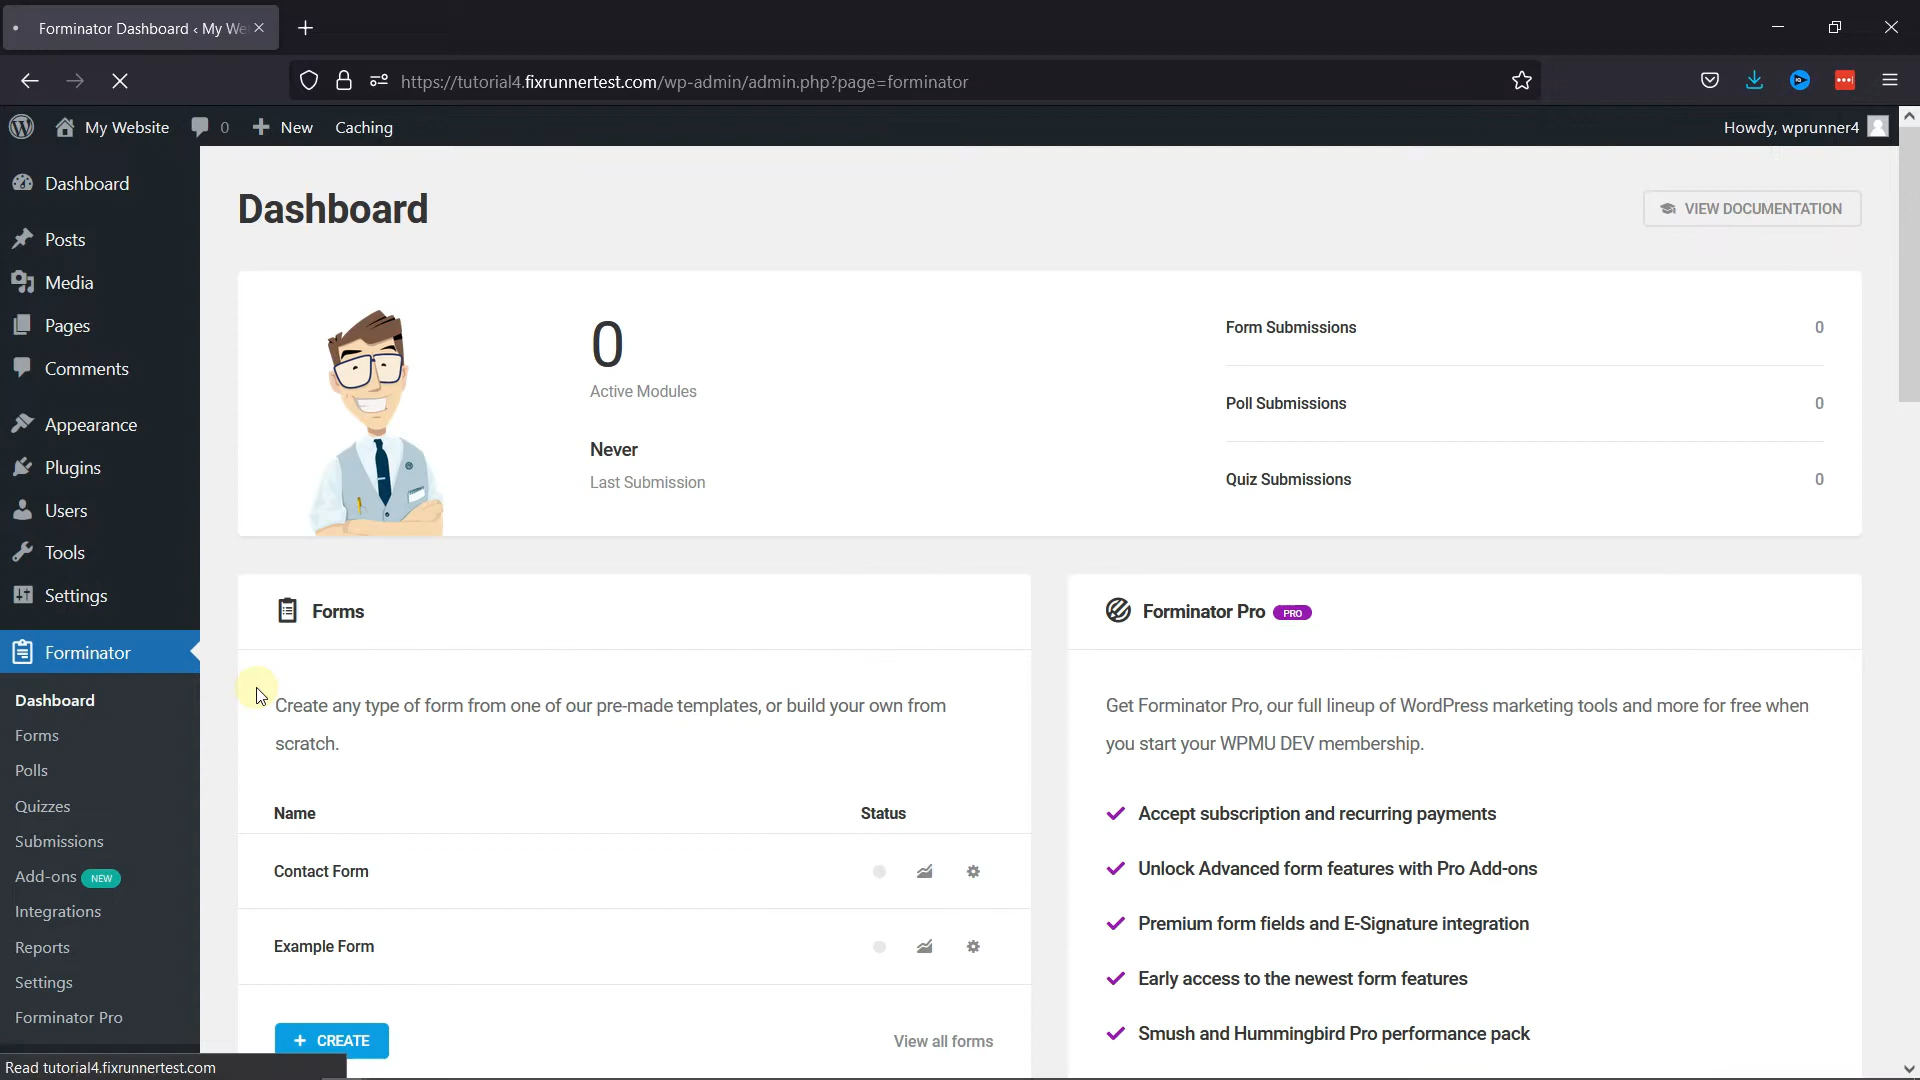 Forminator Dashboard ‹ My We
https://tutorial4.fixrunnertest.com/wp-admin/admin.php?page=forminator
My Website
0
New
Caching
Howdy, wprunner4
Dashboard
Posts
Media
Pages
Comments
Appearance
Plugins
Users
Tools
Settings
Forminator
Dashboard
Forms
Polls
Quizzes
Submissions
Add-ons NEW
Integrations
Reports
Settings
Forminator Pro
Read tutorial4.fixrunnertest.com
Dashboard
VIEW DOCUMENTATION
0
Active Modules
Never
Last Submission
Form Submissions 0
Poll Submissions 0
Quiz Submissions 0
Forms
Create any type of form from one of our pre-made templates, or build your own from
scratch.
Name Status
Contact Form
Example Form
+ CREATE
View all forms
Forminator Pro PRO
Get Forminator Pro, our full lineup of WordPress marketing tools and more for free when
you start your WPMU DEV membership.
Accept subscription and recurring payments
Unlock Advanced form features with Pro Add-ons
Premium form fields and E-Signature integration
Early access to the newest form features
Smush and Hummingbird Pro performance pack